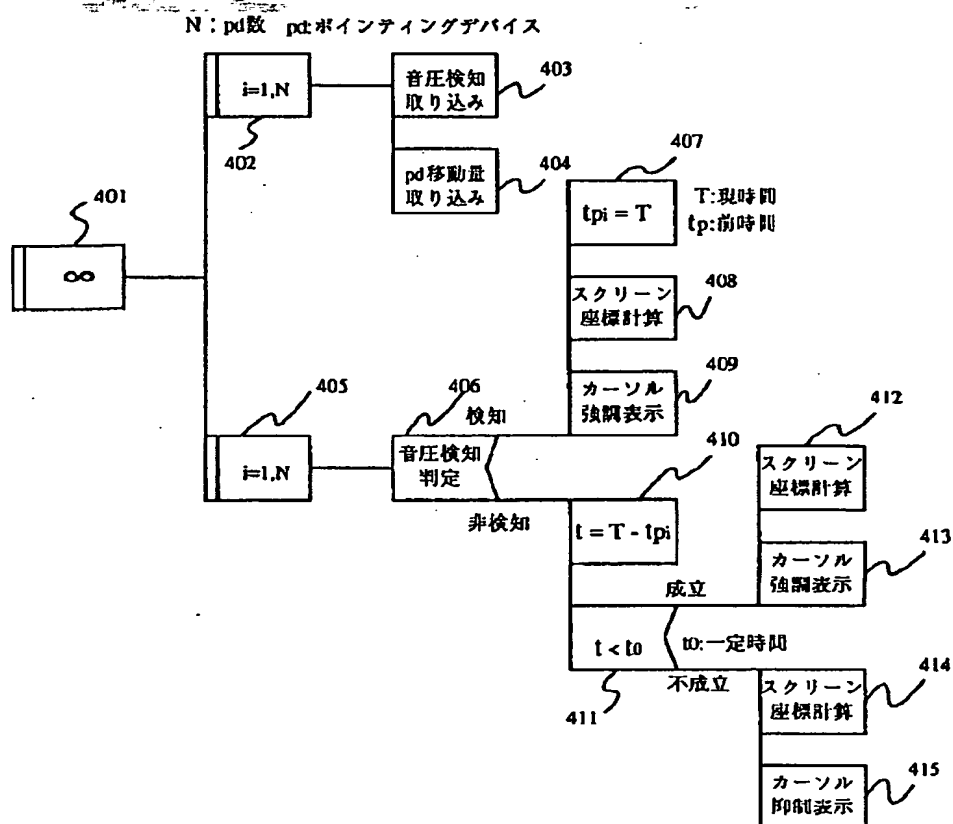 N：pd数 pd:ポインティングデバイス
i=1,N
402
音圧検知
取り込み
403
pd移動量
取り込み
404
401
∞
407
tpi = T
T:現時間
tp:前時間
スクリーン
座標計算
408
カーソル
強調表示
409
405
i=1,N
406
音圧検知
判定
検知
非検知
410
t = T - tpi
412
スクリーン
座標計算
カーソル
強調表示
413
成立
t < t0
t0:一定時間
不成立
411
スクリーン
座標計算
414
カーソル
抑制表示
415